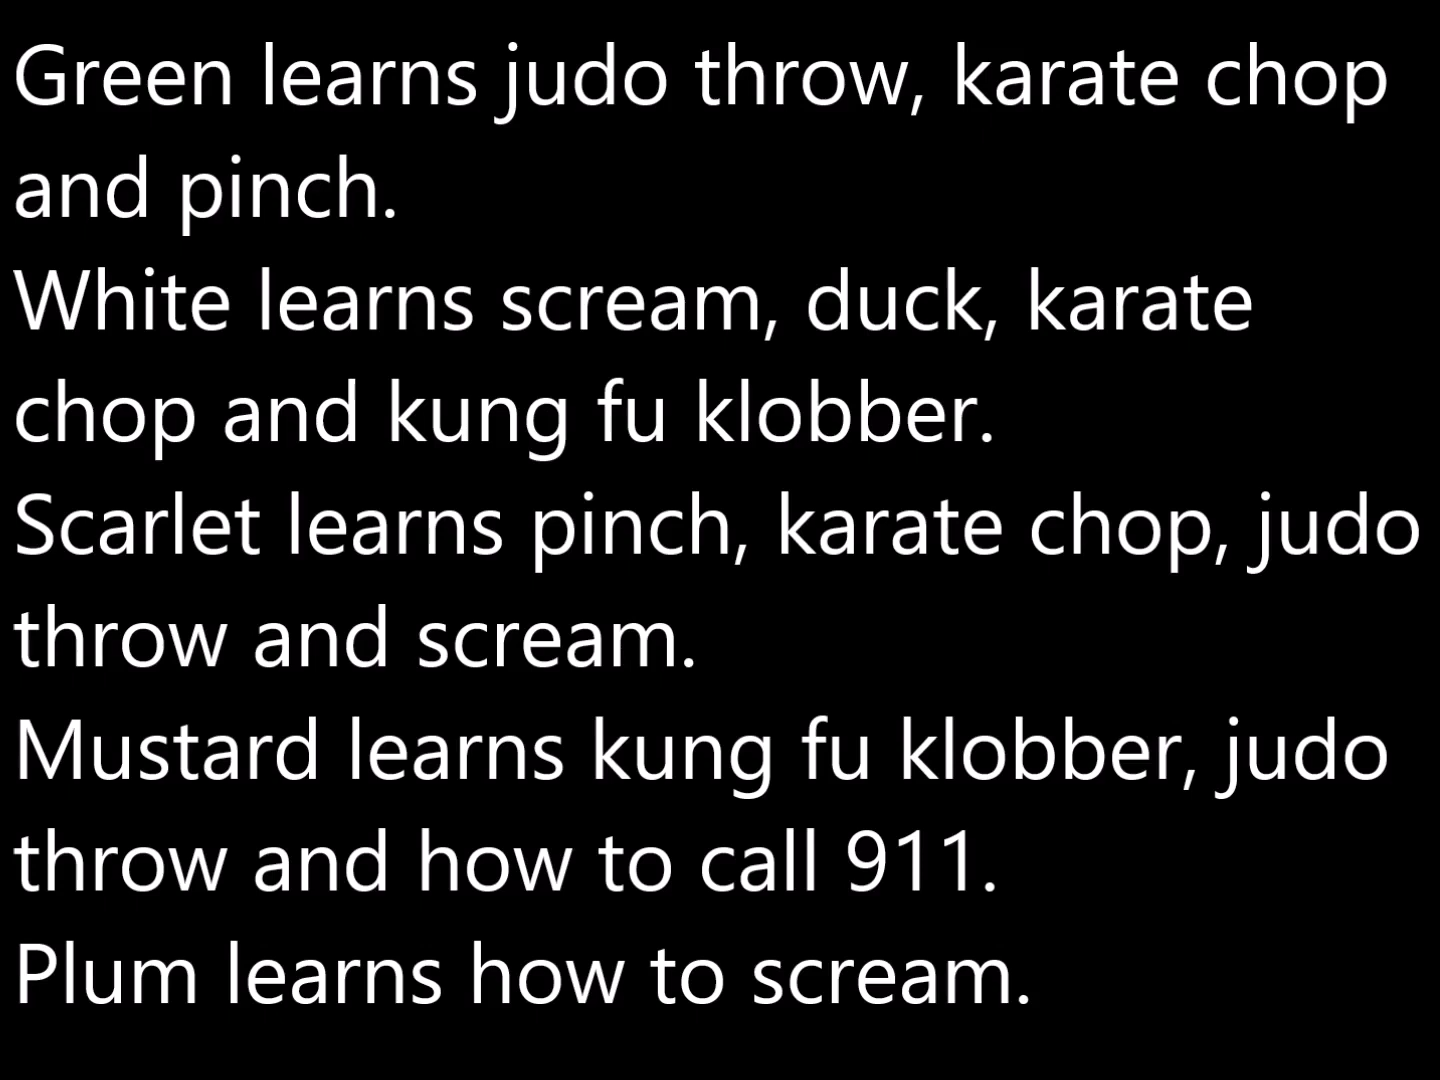 Green learns judo throw, karate chop
and pinch.
White learns scream, duck, karate
chop and kung fu klobber.
Scarlet learns pinch, karate chop, judo
throw and scream.
Mustard learns kung fu klobber, judo
throw and how to call 911.
Plum learns how to scream.